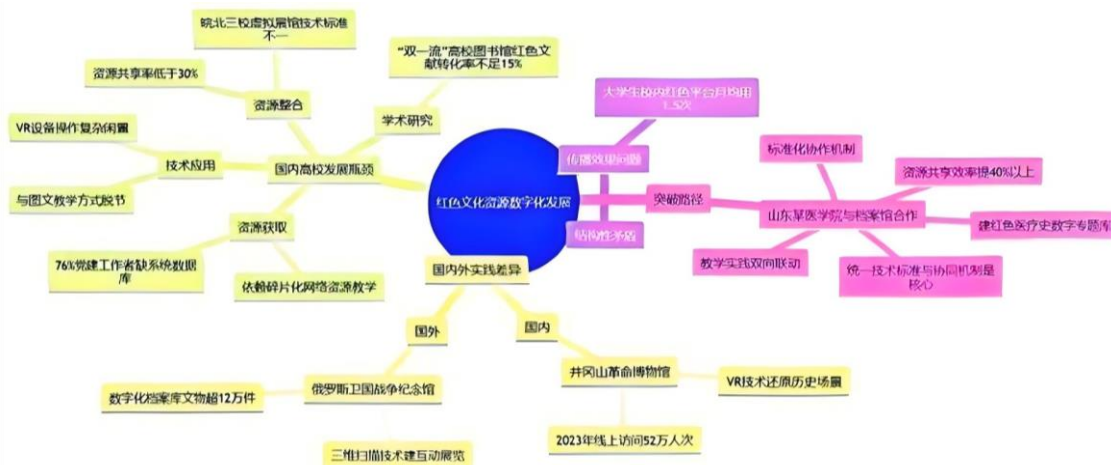 皖北三校虚拟展馆技术标准
不一
“双一流”高校图书馆红色文
献转化率不足15%
资源共享率低于30%
大学生校内红色平台月均用
1.5次
资源整合
学术研究
VR设备操作复杂闲置
标准化协作机制
技术应用
国内高校发展瓶颈
传播效果问题
资源共享效率提40%以上
与图文教学方式脱节
红色文化资源数字化发展
突破路径
山东某医学院与档案馆合作
建红色医疗史数字专题库
资源获取
结构性矛盾
76%党建工作者缺系统数据
库
国内外实践差异
教学实践双向联动
统一技术标准与协同机制是
核心
依赖碎片化网络资源教学
国外
国内
井冈山革命博物馆
VR技术还原历史场景
数字化档案库文物超12万件
俄罗斯卫国战争纪念馆
三维扫描技术建互动展览
2023年线上访问52万人次